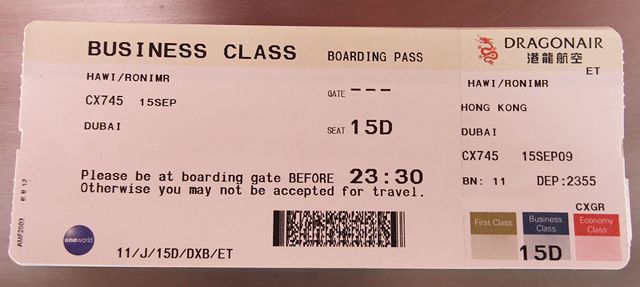 BUSINESS CLASS
BOARDING PASS
HAWI/RONIMR
CX745 15SEP
GATE ---
DUBAI
SEAT 15D
Please be at boarding gate BEFORE 23:30
Otherwise you may not be accepted for travel.
oneworld
11/J/15D/DXB/ET
DRAGONAIR
港龍航空
ET
HAWI/RONIMR
HONG KONG
DUBAI
CX745 15SEP09
BN: 11 DEP:2355
CXGR
First Class
Business Class
Economy Class
15D